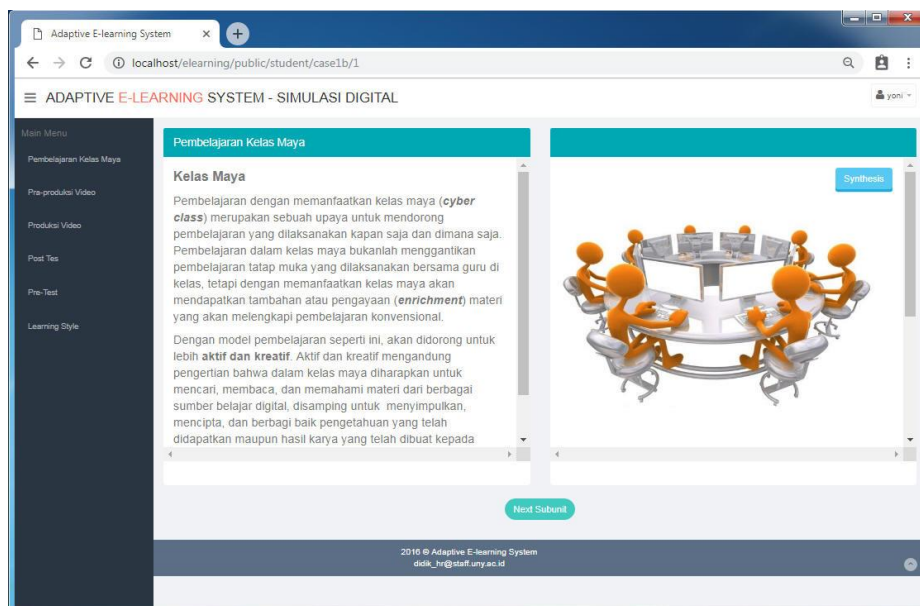 Adaptive E-learning System
localhost/elearning/public/student/case1b/1
ADAPTIVE E-LEARNING SYSTEM - SIMULASI DIGITAL
yoni
Main Menu
Pembelajaran Kelas Maya
Pra-produksi Video
Produksi Video
Post Tes
Pre-Test
Learning Style
Pembelajaran Kelas Maya
Kelas Maya
Pembelajaran dengan memanfaatkan kelas maya (cyber
class) merupakan sebuah upaya untuk mendorong
pembelajaran yang dilaksanakan kapan saja dan dimana saja.
Pembelajaran dalam kelas maya bukanlah menggantikan
pembelajaran tatap muka yang dilaksanakan bersama guru di
kelas, tetapi dengan memanfaatkan kelas maya akan
mendapatkan tambahan atau pengayaan (enrichment) materi
yang akan melengkapi pembelajaran konvensional.
Dengan model pembelajaran seperti ini, akan didorong untuk
lebih aktif dan kreatif. Aktif dan kreatif mengandung
pengertian bahwa dalam kelas maya diharapkan untuk
mencari, membaca, dan memahami materi dari berbagai
sumber belajar digital, disamping untuk menyimpulkan,
mencipta, dan berbagi baik pengetahuan yang telah
didapatkan maupun hasil karya yang telah dibuat kepada
Synthesis
Next Subunit
2016 © Adaptive E-learning System
didik_hr@staff.uny.ac.id